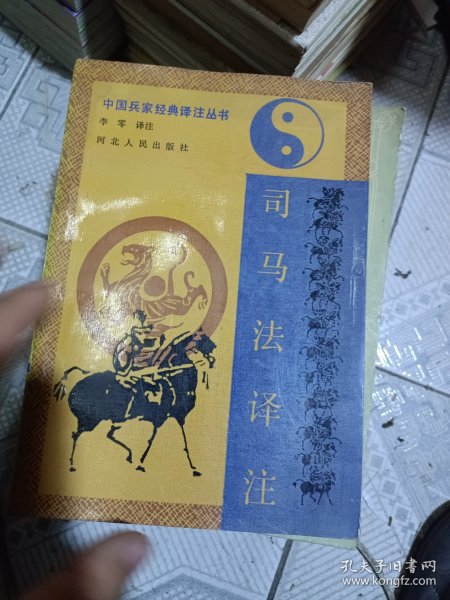 中国兵家经典译注丛书
李零 译注
河北人民出版社
司马法译注
孔夫子旧书网
www.kongfz.com